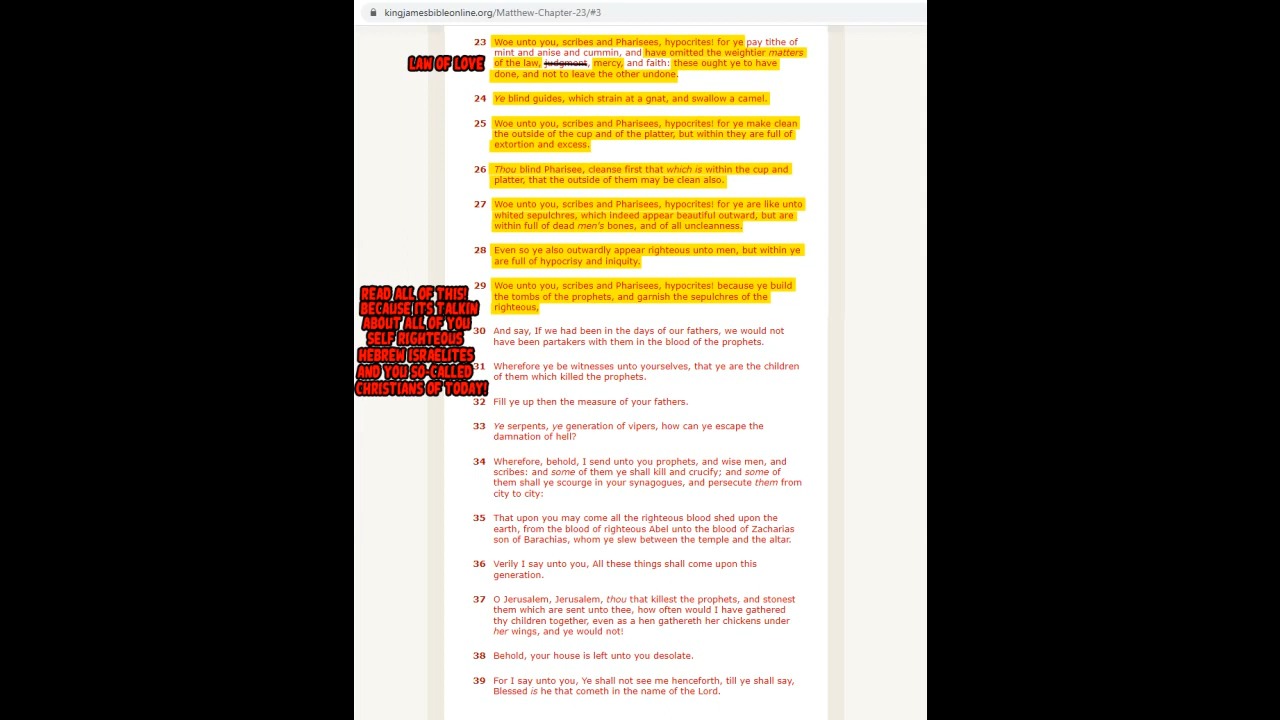 kingjamesbibleonline.org/Matthew-Chapter-23/#3
23 Woe unto you, scribes and Pharisees, hypocrites! for ye pay tithe of
mint and anise and cummin, and have omitted the weightier matters
LAW OF LOVE
of the law, judgment, mercy, and faith: these ought ye to have
done, and not to leave the other undone.
24 Ye blind guides, which strain at a gnat, and swallow a camel.
25 Woe unto you, scribes and Pharisees, hypocrites! for ye make clean
the outside of the cup and of the platter, but within they are full of
extortion and excess.
26 Thou blind Pharisee, cleanse first that which is within the cup and
platter, that the outside of them may be clean also.
27 Woe unto you, scribes and Pharisees, hypocrites! for ye are like unto
whited sepulchres, which indeed appear beautiful outward, but are
within full of dead men's bones, and of all uncleanness.
28 Even so ye also outwardly appear righteous unto men, but within ye
are full of hypocrisy and iniquity.
29 Woe unto you, scribes and Pharisees, hypocrites! because ye build
the tombs of the prophets, and garnish the sepulchres of the
righteous,
READ ALL OF THIS!
BECAUSE ITS TALKIN
ABOUT ALL OF YOU
SELF RIGHTEOUS
HEBREW ISRAELITES
AND YOU SO-CALLED
CHRISTIANS OF TODAY!
30 And say, If we had been in the days of our fathers, we would not
have been partakers with them in the blood of the prophets.
31 Wherefore ye be witnesses unto yourselves, that ye are the children
of them which killed the prophets.
32 Fill ye up then the measure of your fathers.
33 Ye serpents, ye generation of vipers, how can ye escape the
damnation of hell?
34 Wherefore, behold, I send unto you prophets, and wise men, and
scribes: and some of them ye shall kill and crucify; and some of
them shall ye scourge in your synagogues, and persecute them from
city to city:
35 That upon you may come all the righteous blood shed upon the
earth, from the blood of righteous Abel unto the blood of Zacharias
son of Barachias, whom ye slew between the temple and the altar.
36 Verily I say unto you, All these things shall come upon this
generation.
37 O Jerusalem, Jerusalem, thou that killest the prophets, and stonest
them which are sent unto thee, how often would I have gathered
thy children together, even as a hen gathereth her chickens under
her wings, and ye would not!
38 Behold, your house is left unto you desolate.
39 For I say unto you, Ye shall not see me henceforth, till ye shall say,
Blessed is he that cometh in the name of the Lord.